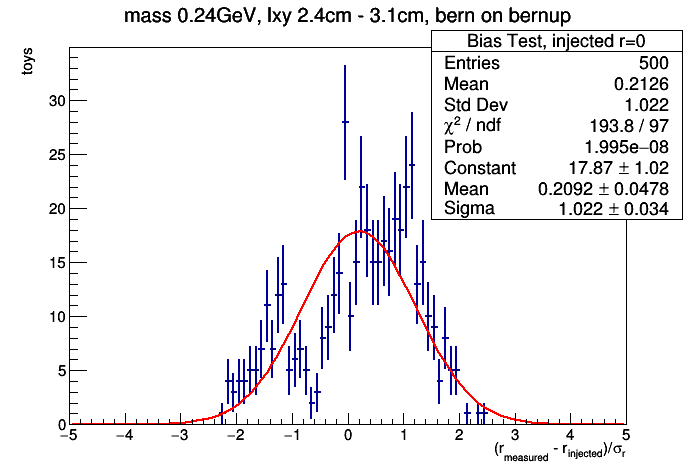 mass 0.24GeV, lxy 2.4cm - 3.1cm, bern on bernup
toys
Bias Test, injected r=0
Entries 500
Mean 0.2126
Std Dev 1.022
χ² / ndf 193.8 / 97
Prob 1.995e−08
Constant 17.87 ± 1.02
Mean 0.2092 ± 0.0478
Sigma 1.022 ± 0.034
30
25
20
15
10
5
0
−5 −4 −3 −2 −1 0 1 2 3 4 5
(r_measured - r_injected)/σ_r